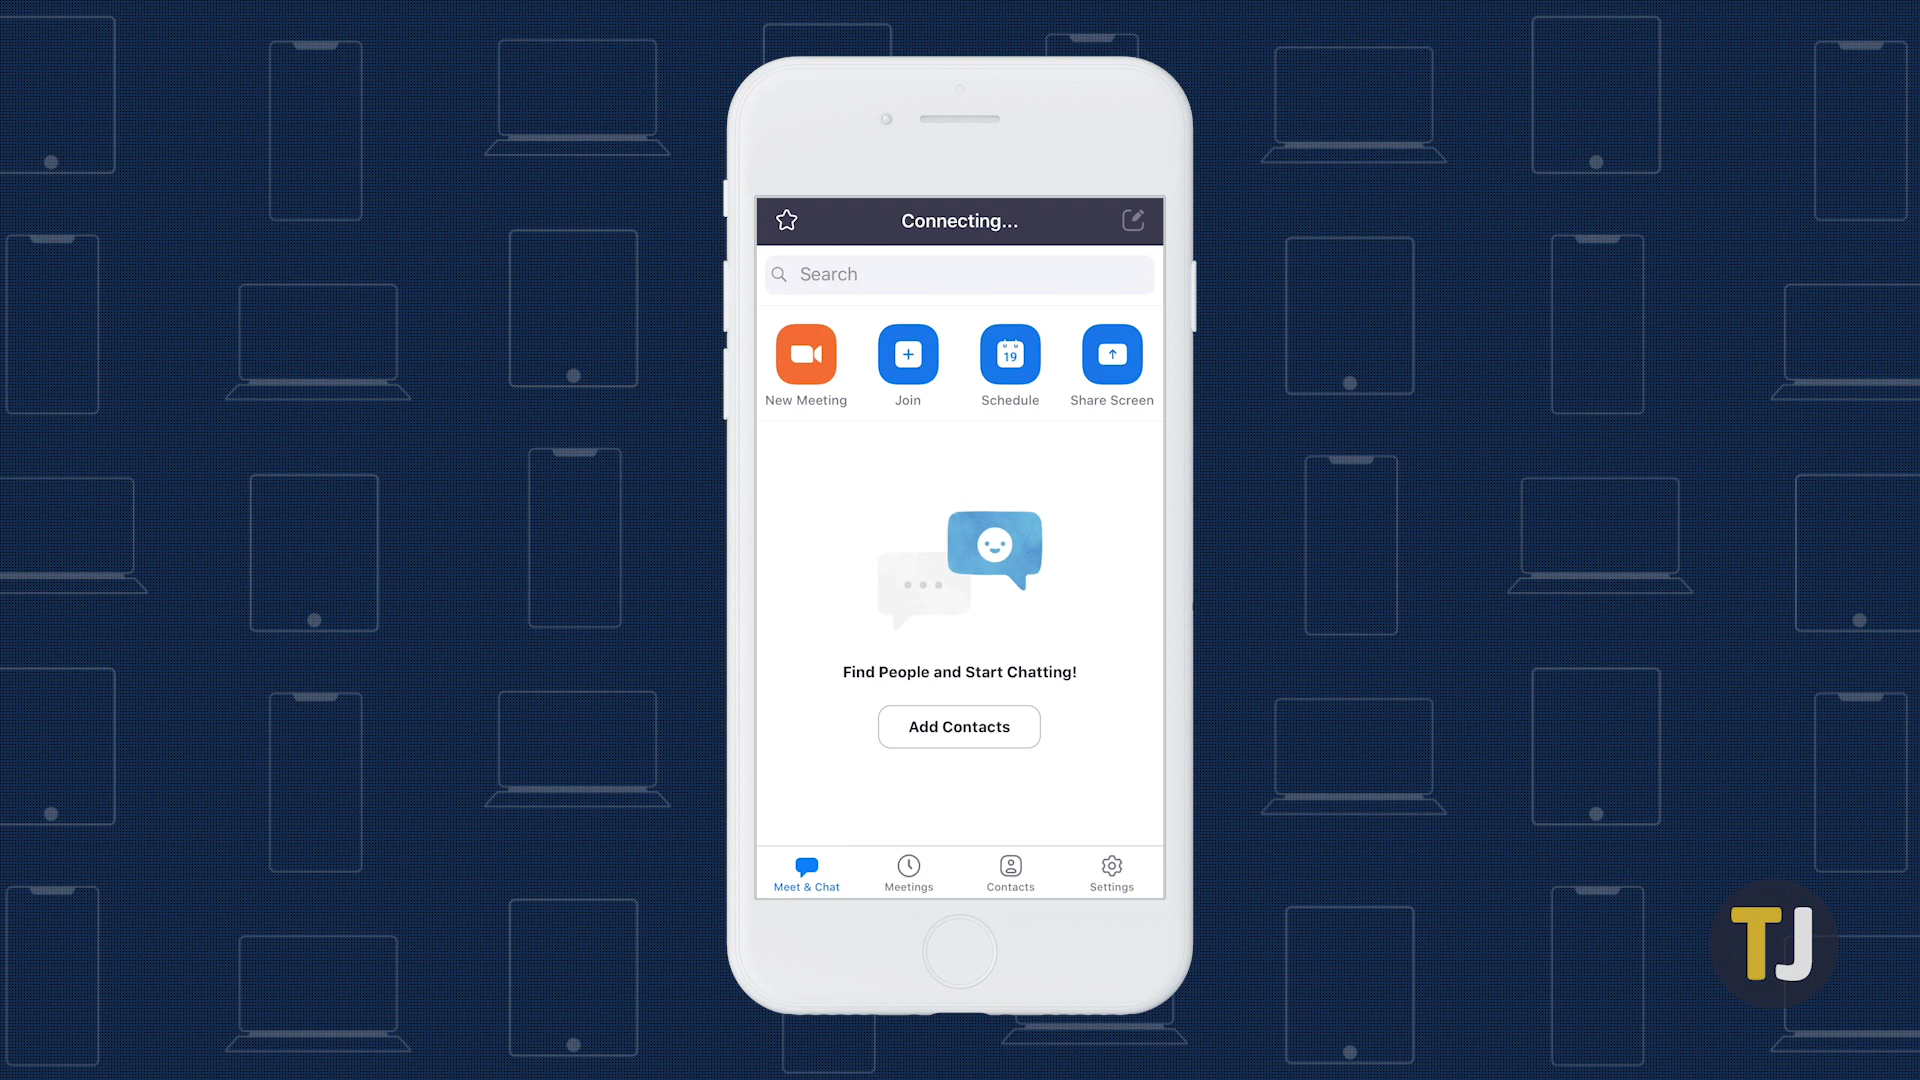 Connecting...
Search
19
New Meeting
Join
Schedule
Share Screen
Find People and Start Chatting!
Add Contacts
Meet & Chat
Meetings
Contacts
Settings
TJ